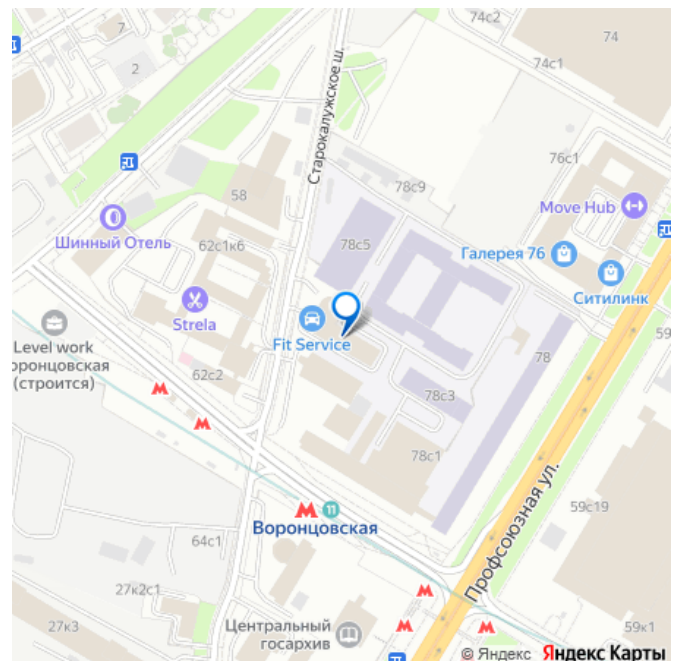 74с2
74
7
74с1
2
Старокалужское ш.
76с1
78с9
58
Move Hub
Шинный Отель
62с1к6
78с5
Галерея 76
Ситилинк
Strela
Fit Service
59
78
Level work
оронцовская
(строится)
62с2
78с3
78с1
Профсоюзная ул.
11
Воронцовская
59с19
64с1
27к2с1
27к3
Центральный
госархив
59к1
© Яндекс Яндекс Карты